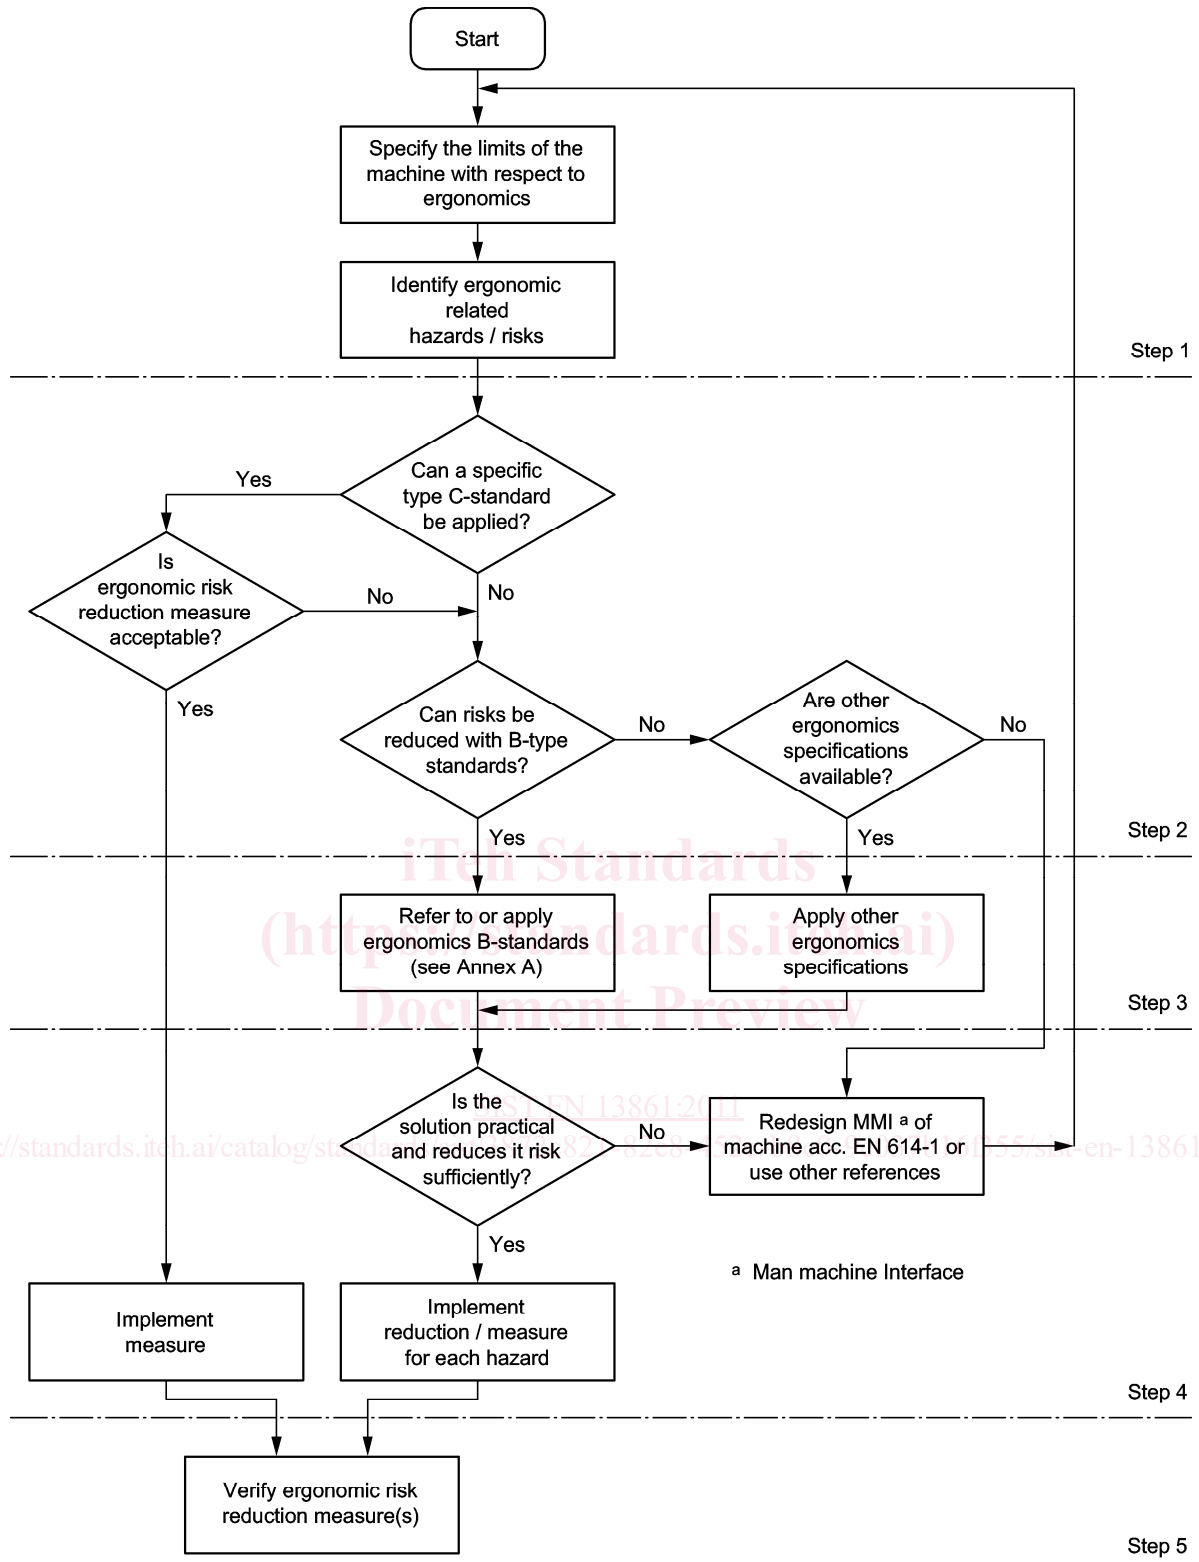 Start
Specify the limits of the
machine with respect to
ergonomics
Identify ergonomic
related
hazards / risks
Step 1
Can a specific
type C-standard
be applied?
Yes
No
Is
ergonomic risk
reduction measure
acceptable?
No
Yes
Can risks be
reduced with B-type
standards?
No
Are other
ergonomics
specifications
available?
No
Yes
Yes
Step 2
iTeh Standards
(https://standards.iteh.ai)
Document Preview
Refer to or apply
ergonomics B-standards
(see Annex A)
Apply other
ergonomics
specifications
Step 3
Is the
solution practical
and reduces it risk
sufficiently?
No
Yes
SIST EN 13861:2011
Redesign MMI a of
machine acc. EN 614-1 or
use other references
a Man machine Interface
Implement
measure
Implement
reduction / measure
for each hazard
Step 4
Verify ergonomic risk
reduction measure(s)
Step 5